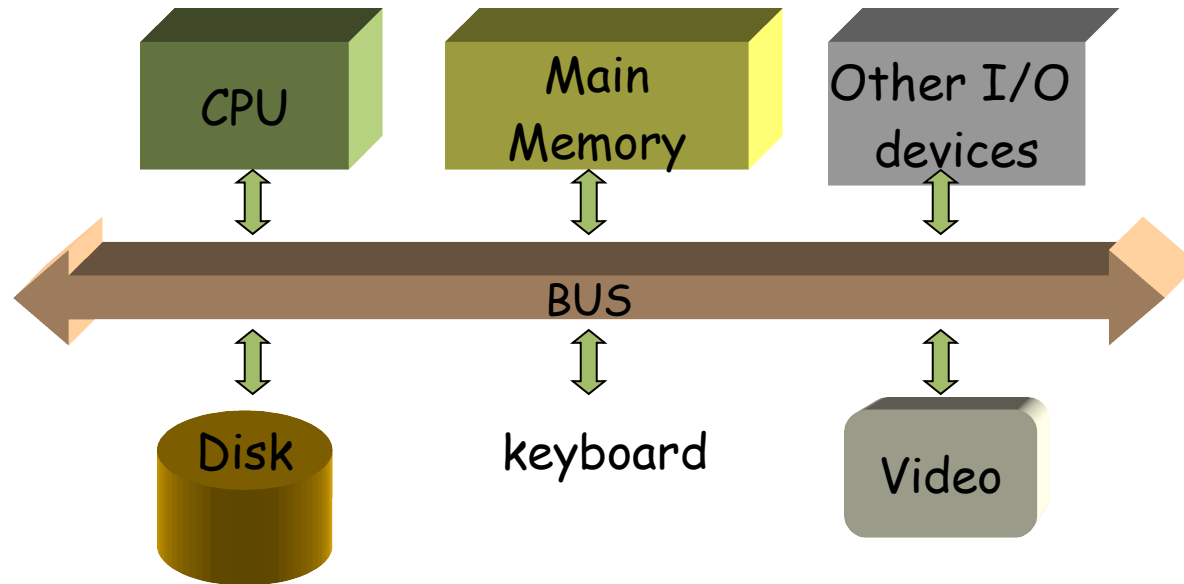 CPU
Main
Memory
Other I/O
devices
BUS
Disk
keyboard
Video